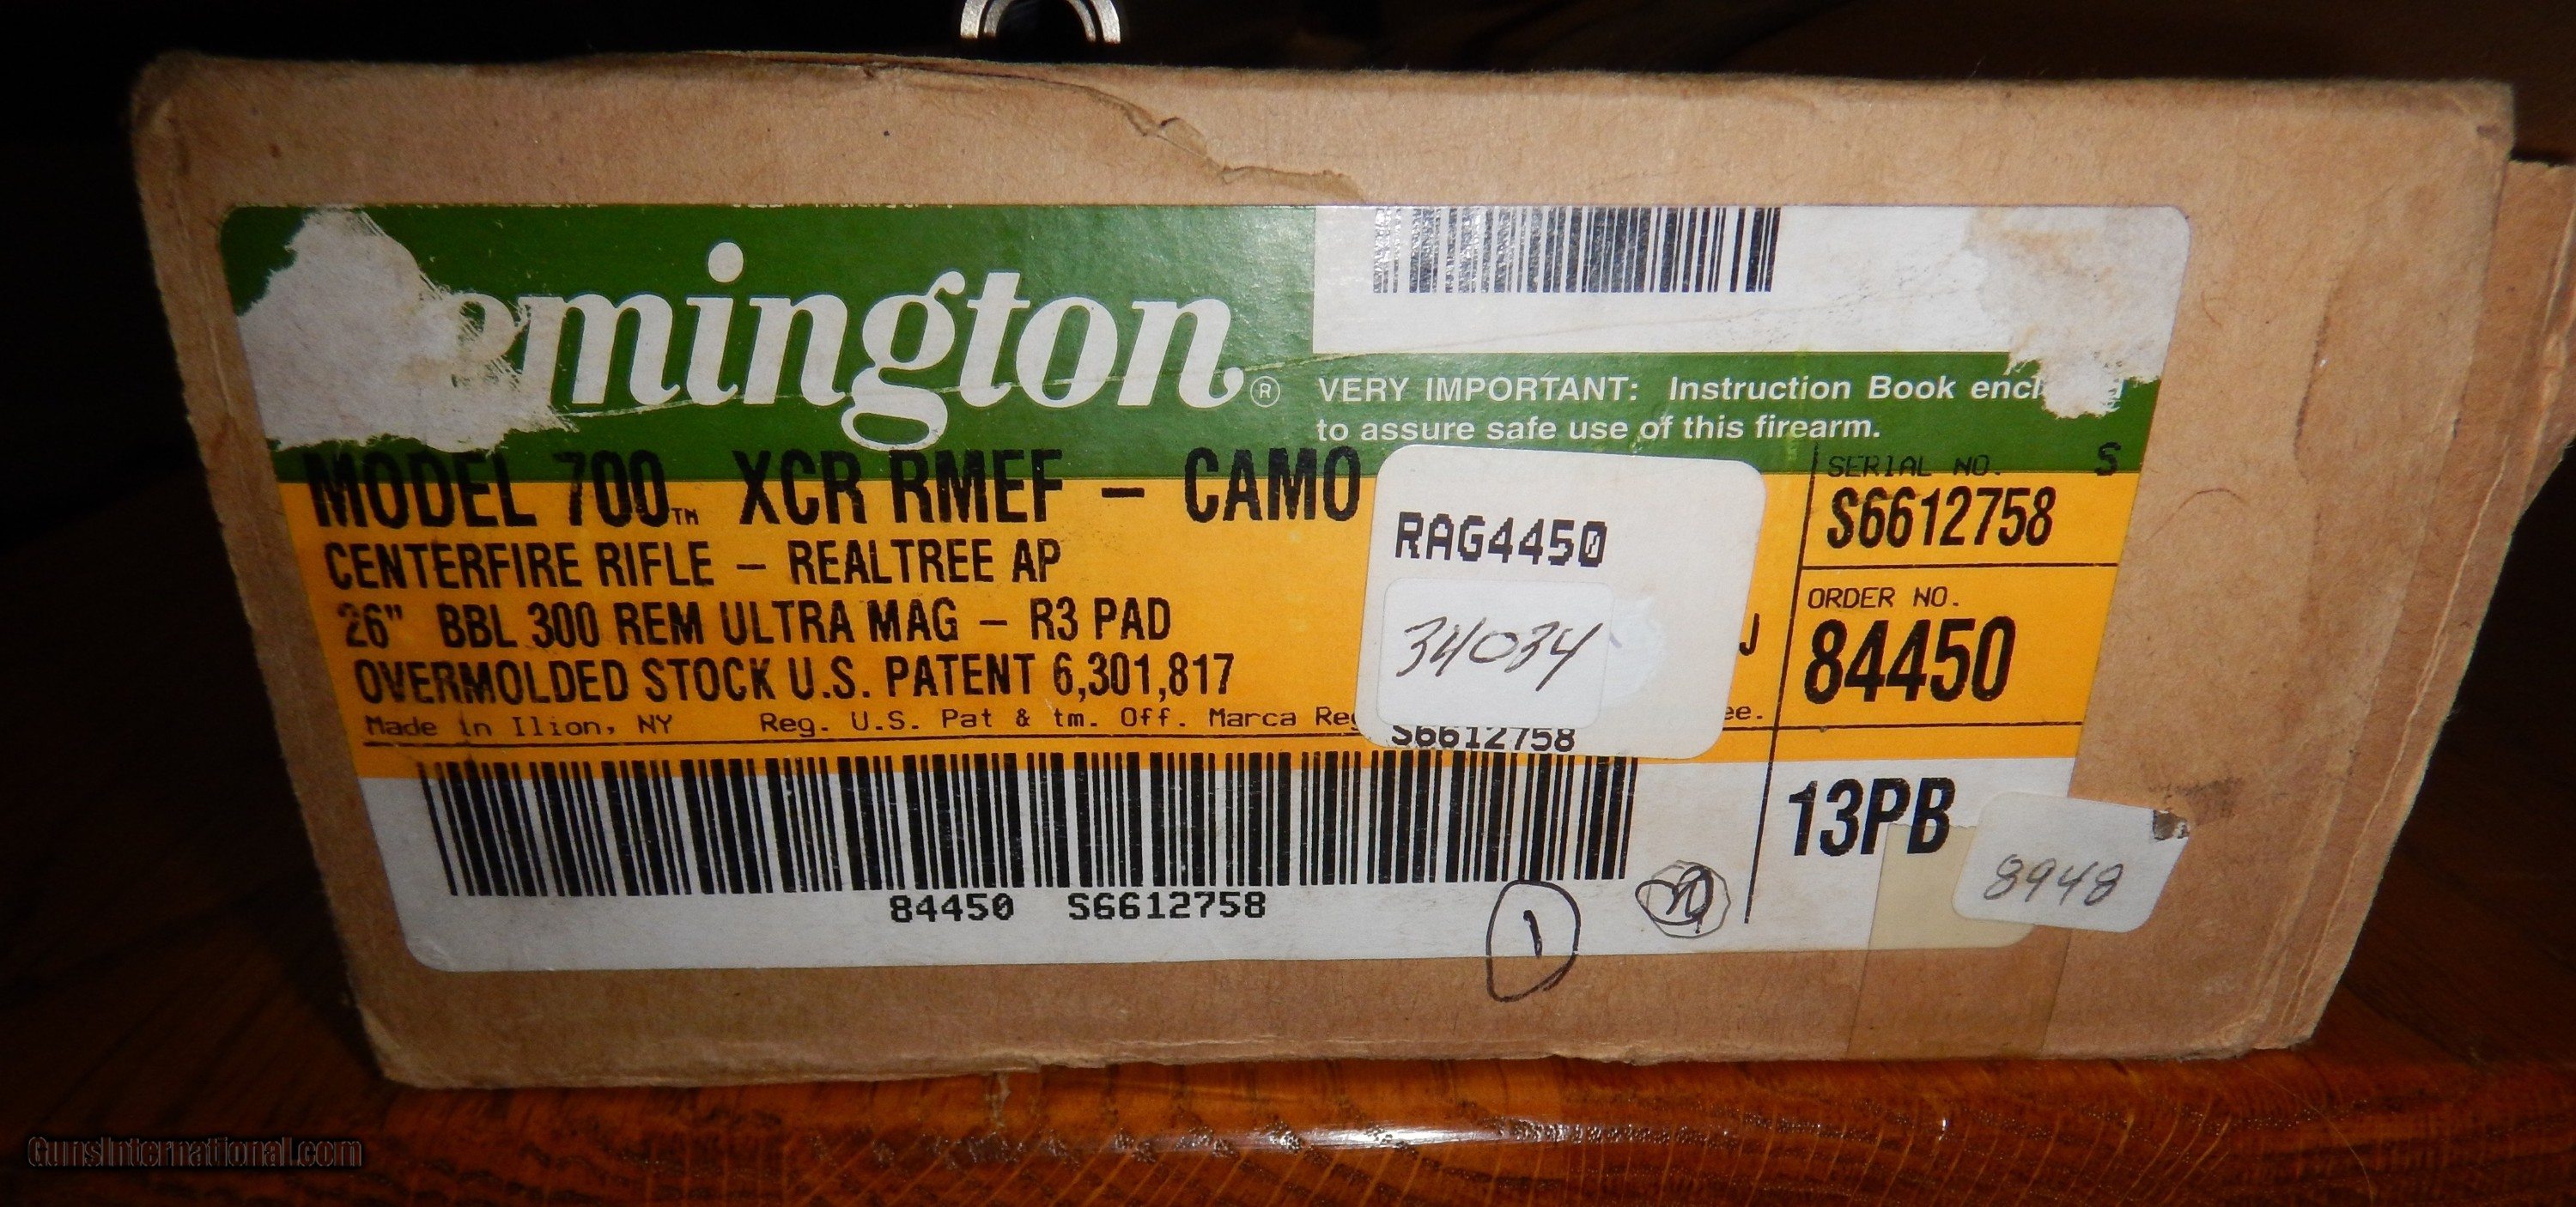 emington®
VERY IMPORTANT: Instruction Book encl
to assure safe use of this firearm.
MODEL 700™ XCR RMEF – CAMO
CENTERFIRE RIFLE – REALTREE AP
26" BBL 300 REM ULTRA MAG – R3 PAD
OVERMOLDED STOCK U.S. PATENT 6,301,817
Made in Ilion, NY Reg. U.S. Pat & tm. Off. Marca Reg
ee.
J
RAG4450
34034
S6612758
SERIAL NO. S
S6612758
ORDER NO.
84450
13PB
8948
84450 S6612758
1
GunsInternational.com